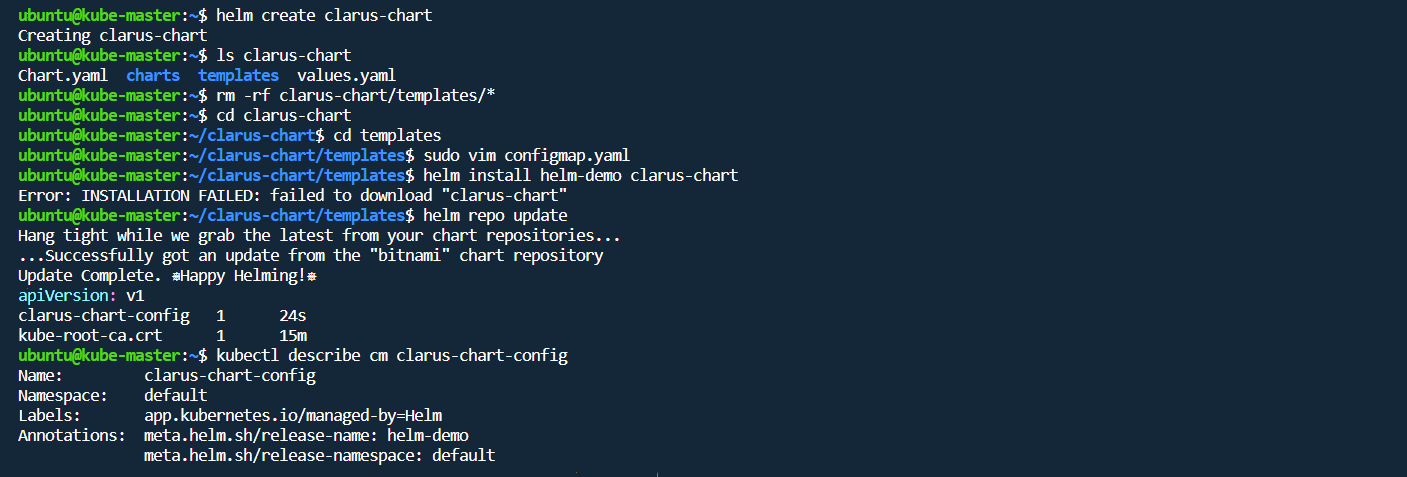 ubuntu@kube-master:~$ helm create clarus-chart
Creating clarus-chart
ubuntu@kube-master:~$ ls clarus-chart
Chart.yaml  charts  templates  values.yaml
ubuntu@kube-master:~$ rm -rf clarus-chart/templates/*
ubuntu@kube-master:~$ cd clarus-chart
ubuntu@kube-master:~/clarus-chart$ cd templates
ubuntu@kube-master:~/clarus-chart/templates$ sudo vim configmap.yaml
ubuntu@kube-master:~/clarus-chart/templates$ helm install helm-demo clarus-chart
Error: INSTALLATION FAILED: failed to download "clarus-chart"
ubuntu@kube-master:~/clarus-chart/templates$ helm repo update
Hang tight while we grab the latest from your chart repositories...
...Successfully got an update from the "bitnami" chart repository
Update Complete. ⎈Happy Helming!⎈
apiVersion: v1
clarus-chart-config   1      24s
kube-root-ca.crt      1      15m
ubuntu@kube-master:~$ kubectl describe cm clarus-chart-config
Name:         clarus-chart-config
Namespace:    default
Labels:       app.kubernetes.io/managed-by=Helm
Annotations:  meta.helm.sh/release-name: helm-demo
              meta.helm.sh/release-namespace: default